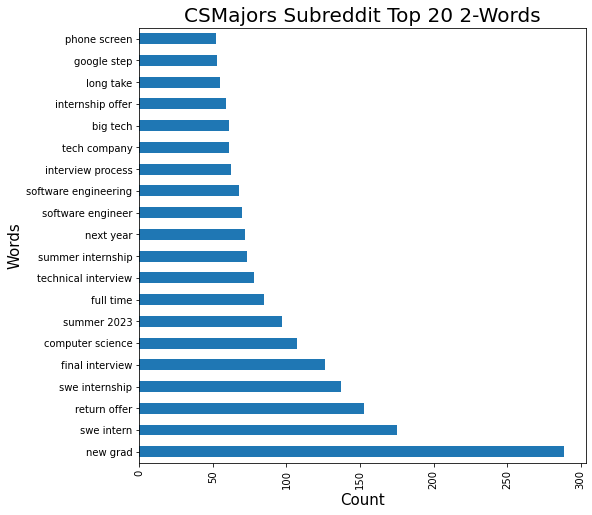 CSMajors Subreddit Top 20 2-Words
phone screen
google step
long take
internship offer
big tech
tech company
interview process
software engineering
software engineer
next year
summer internship
technical interview
full time
summer 2023
computer science
final interview
swe internship
return offer
swe intern
new grad
Words
0
50
100
150
200
250
300
Count